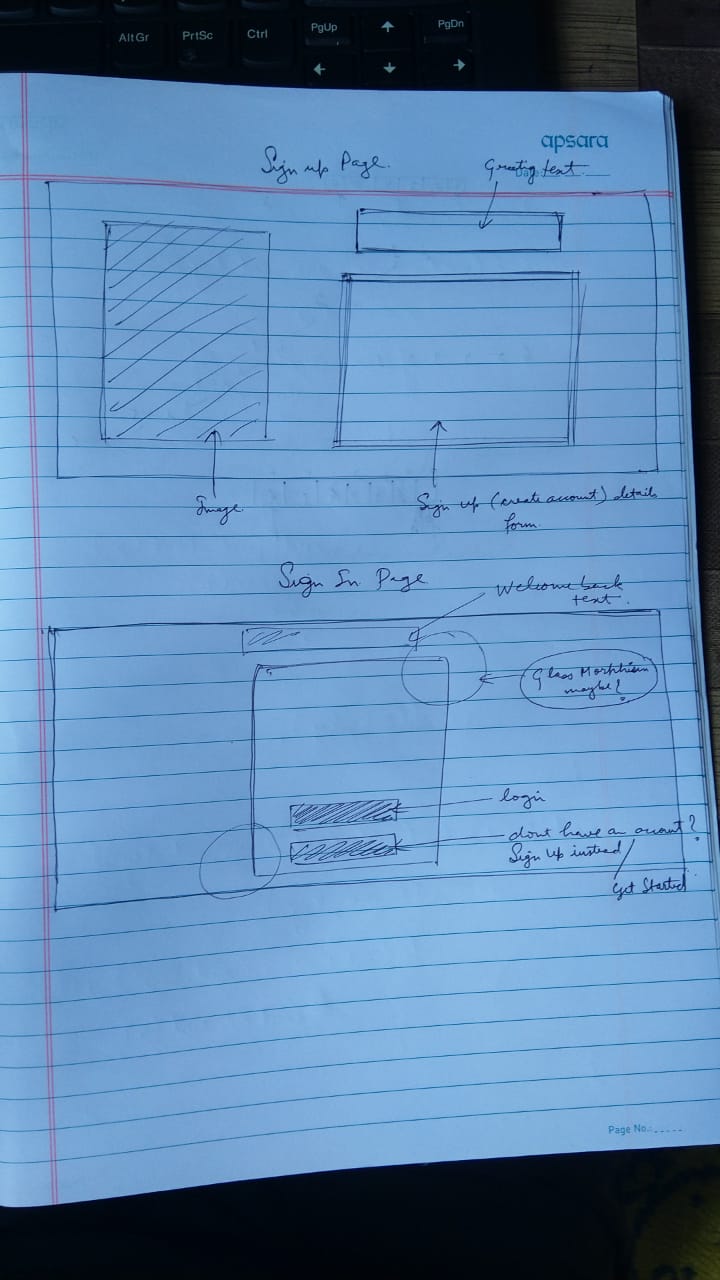 AltGr
PrtSc
Ctrl
PgUp
PgDn
apsara
Sign up Page.
Greeting text
Date:
Image.
Sign up (create account) details
form.
Sign In Page
Welcome back
text.
Glass Morphism
maybe?
login
dont have an account?
Sign Up instead /
Get Started
Page No.: